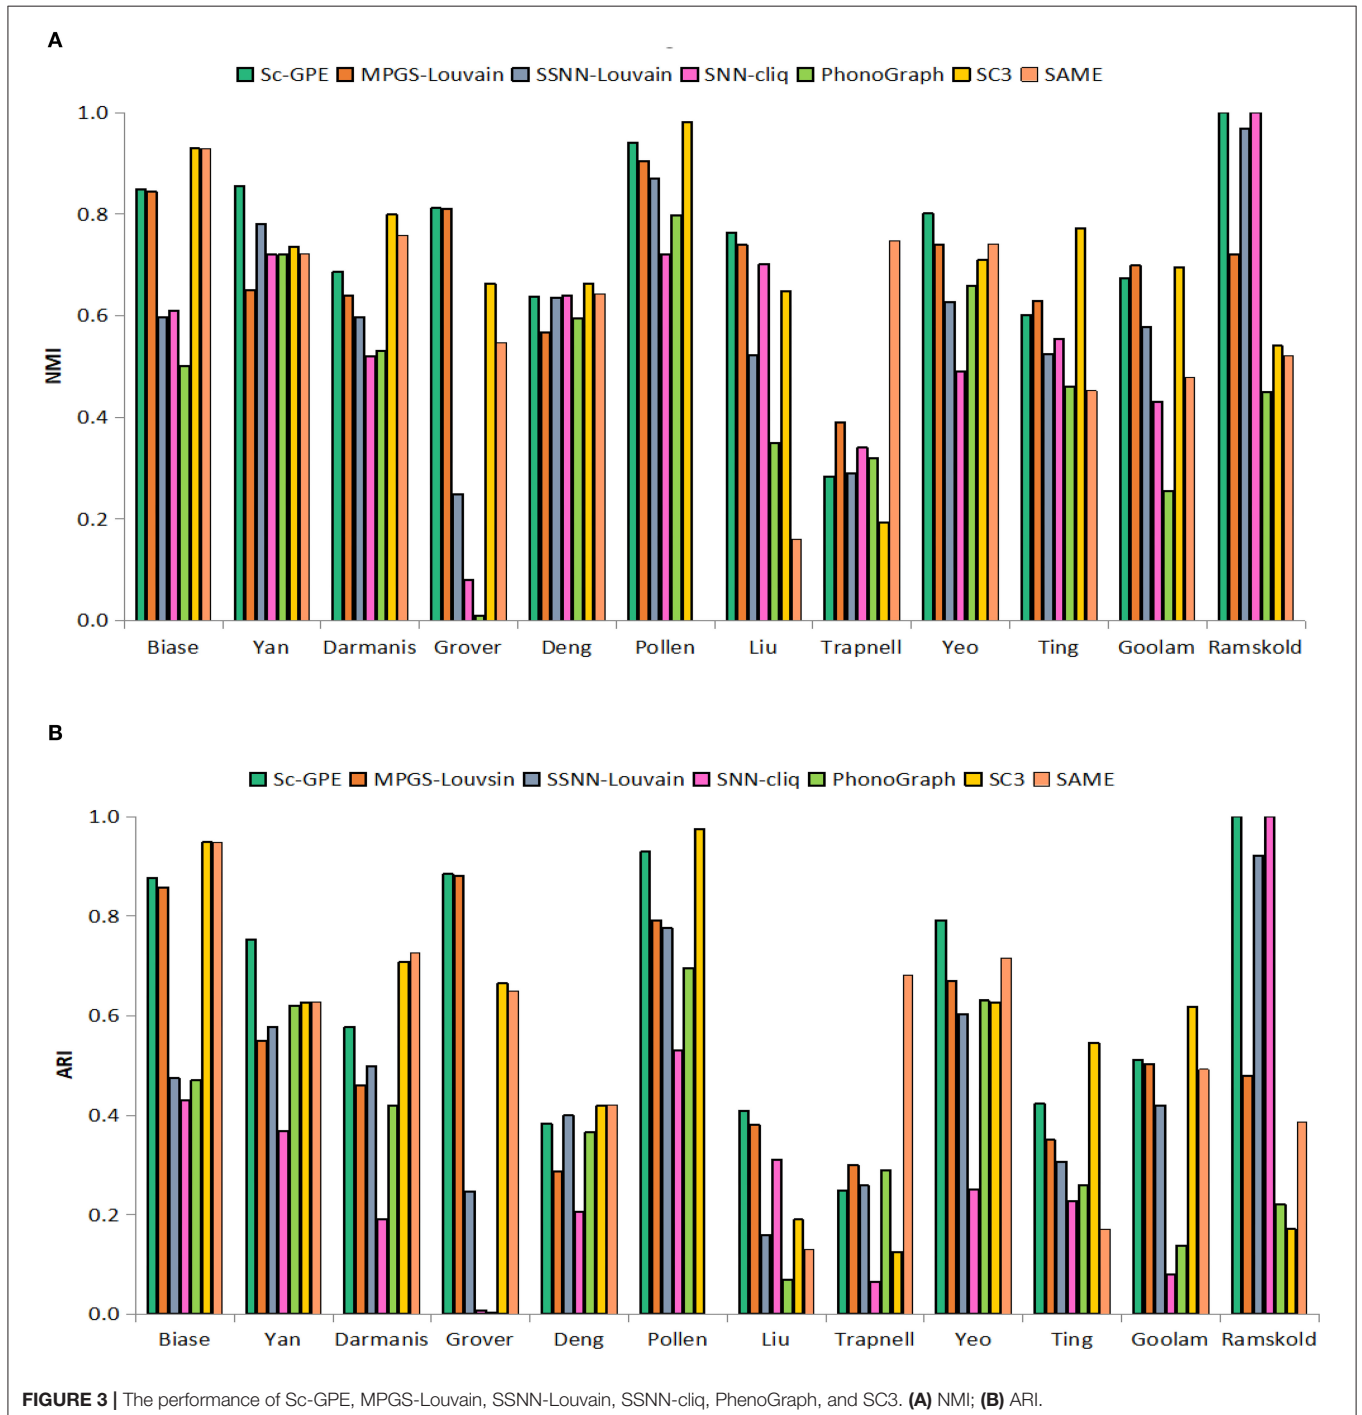 A
Sc-GPE MPGS-Louvain SSNN-Louvain SNN-cliq PhonoGraph SC3 SAME
1.0
0.8
0.6
0.4
0.2
0.0
NMI
Biase Yan Darmanis Grover Deng Pollen Liu Trapnell Yeo Ting Goolam Ramskold
B
Sc-GPE MPGS-Louvsin SSNN-Louvain SNN-cliq PhonoGraph SC3 SAME
1.0
0.8
0.6
0.4
0.2
0.0
ARI
Biase Yan Darmanis Grover Deng Pollen Liu Trapnell Yeo Ting Goolam Ramskold
FIGURE 3 | The performance of Sc-GPE, MPGS-Louvain, SSNN-Louvain, SSNN-cliq, PhenoGraph, and SC3. (A) NMI; (B) ARI.